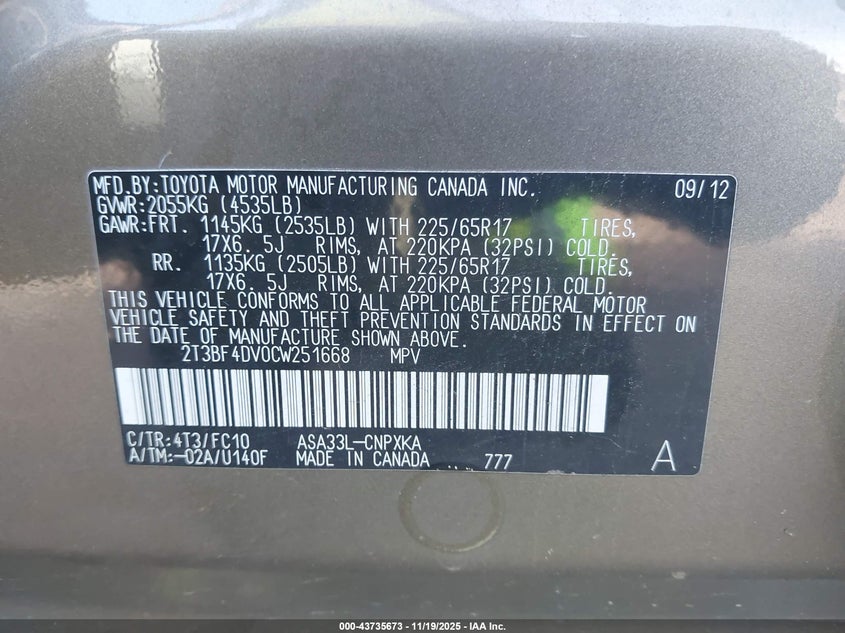 MFD.BY:TOYOTA MOTOR MANUFACTURING CANADA INC. 09/12
GVWR:2055KG (4535LB)
GAWR:FRT. 1145KG (2535LB) WITH 225/65R17 TIRES,
17X6.5J RIMS, AT 220KPA (32PSI) COLD.
RR. 1135KG (2505LB) WITH 225/65R17 TIRES,
17X6.5J RIMS, AT 220KPA (32PSI) COLD.
THIS VEHICLE CONFORMS TO ALL APPLICABLE FEDERAL MOTOR
VEHICLE SAFETY AND THEFT PREVENTION STANDARDS IN EFFECT ON
THE DATE OF MANUFACTURE SHOWN ABOVE.
2T3BF4DV0CW251668 MPV
C/TR:4T3/FC10 ASA33L-CNPXKA
A/TM:-02A/U140F MADE IN CANADA 777 A
000-43735673 - 11/19/2025 - IAA Inc.